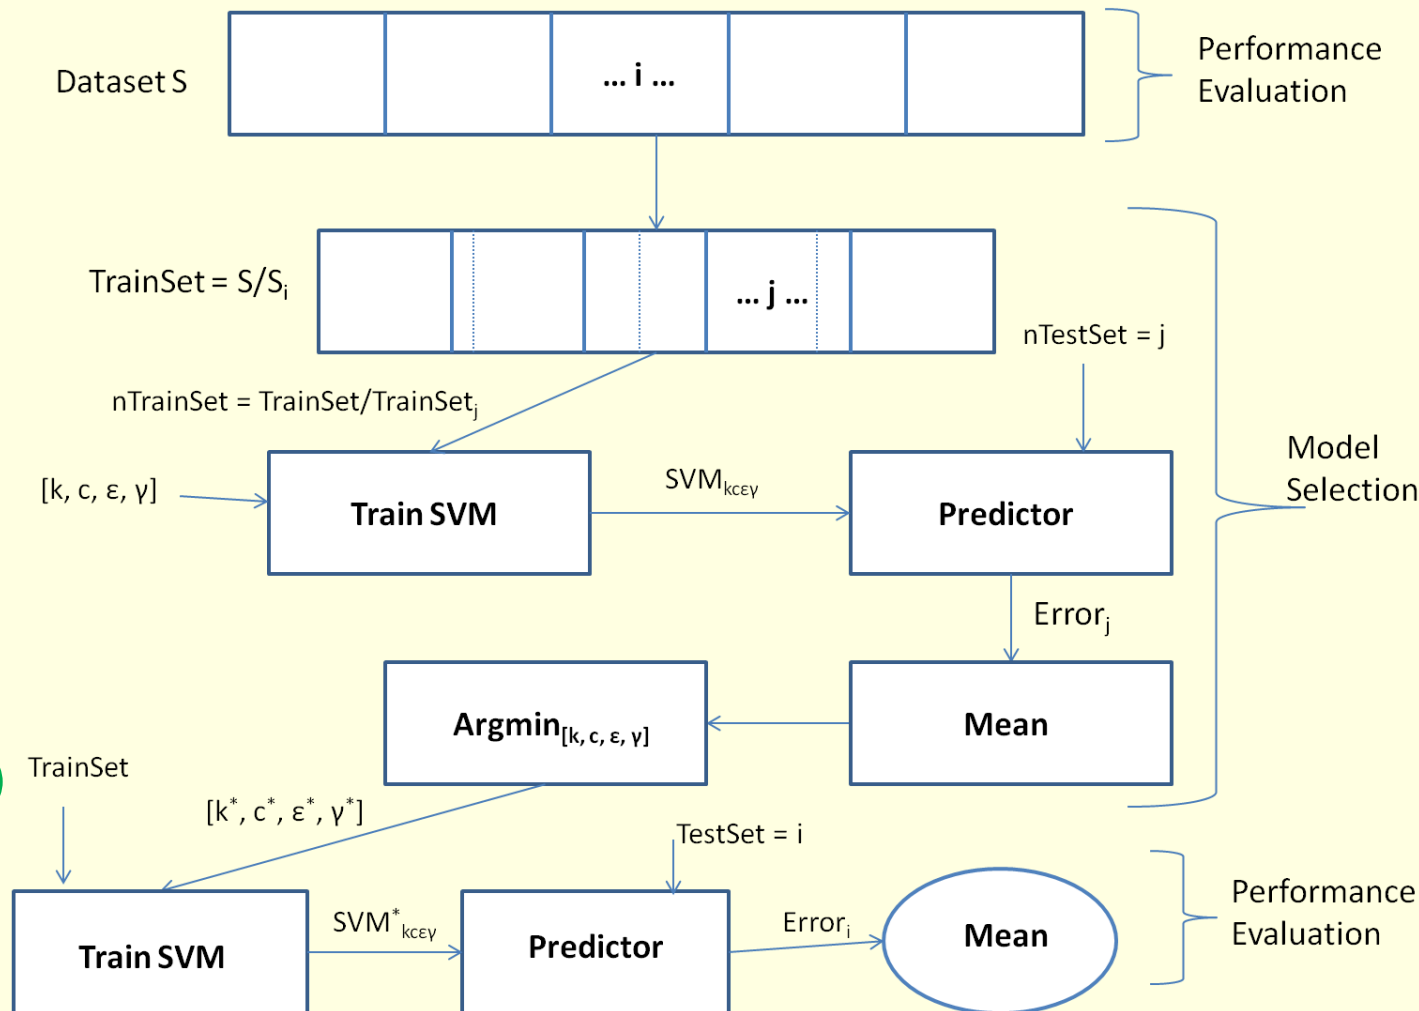 Dataset S
... i ...
Performance
Evaluation
TrainSet = S/Sᵢ
... j ...
nTestSet = j
nTrainSet = TrainSet/TrainSetⱼ
[k, c, ε, γ]
Train SVM
SVMkcεγ
Predictor
Model
Selection
Errorⱼ
Argmin[k, c, ε, γ]
Mean
TrainSet
[k*, c*, ε*, γ*]
TestSet = i
Train SVM
SVM*kcεγ
Predictor
Errorᵢ
Mean
Performance
Evaluation